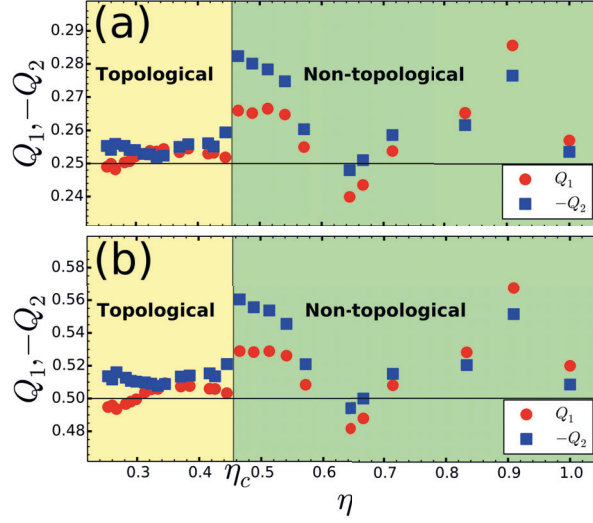 (a)
Topological
Non-topological
Q₁, −Q₂
0.29
0.28
0.27
0.26
0.25
0.24
Q₁
−Q₂
(b)
Topological
Non-topological
Q₁, −Q₂
0.58
0.56
0.54
0.52
0.50
0.48
Q₁
−Q₂
0.3 0.4 η_c 0.5 0.6 0.7 0.8 0.9 1.0
η